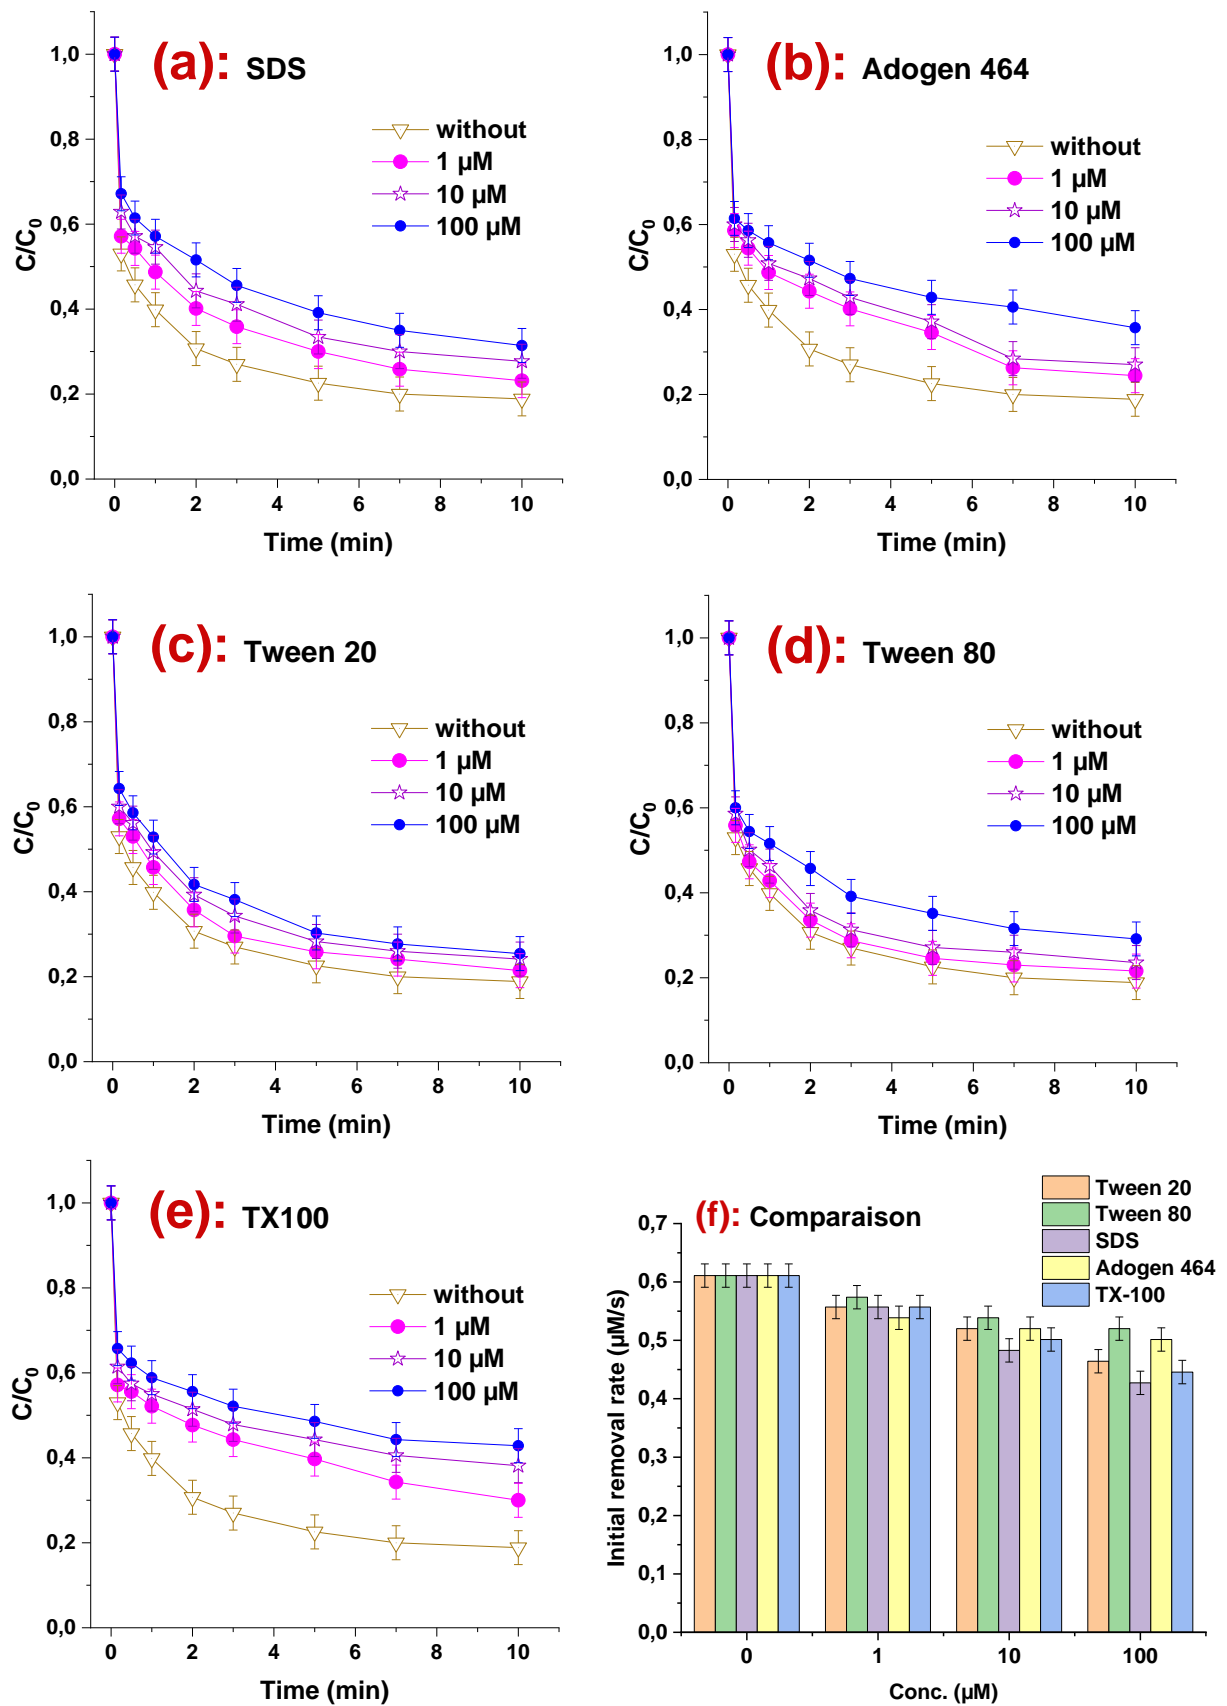 (a): SDS
without
1 µM
10 µM
100 µM
1,0
0,8
0,6
0,4
0,2
0,0
C/C0
0 2 4 6 8 10
Time (min)
(b): Adogen 464
without
1 µM
10 µM
100 µM
1,0
0,8
0,6
0,4
0,2
0,0
C/C0
0 2 4 6 8 10
Time (min)
(c): Tween 20
without
1 µM
10 µM
100 µM
1,0
0,8
0,6
0,4
0,2
0,0
C/C0
0 2 4 6 8 10
Time (min)
(d): Tween 80
without
1 µM
10 µM
100 µM
1,0
0,8
0,6
0,4
0,2
0,0
C/C0
0 2 4 6 8 10
Time (min)
(e): TX100
without
1 µM
10 µM
100 µM
1,0
0,8
0,6
0,4
0,2
0,0
C/C0
0 2 4 6 8 10
Time (min)
(f): Comparaison
Tween 20
Tween 80
SDS
Adogen 464
TX-100
0,7
0,6
0,5
0,4
0,3
0,2
0,1
0,0
Initial removal rate (µM/s)
0 1 10 100
Conc. (µM)